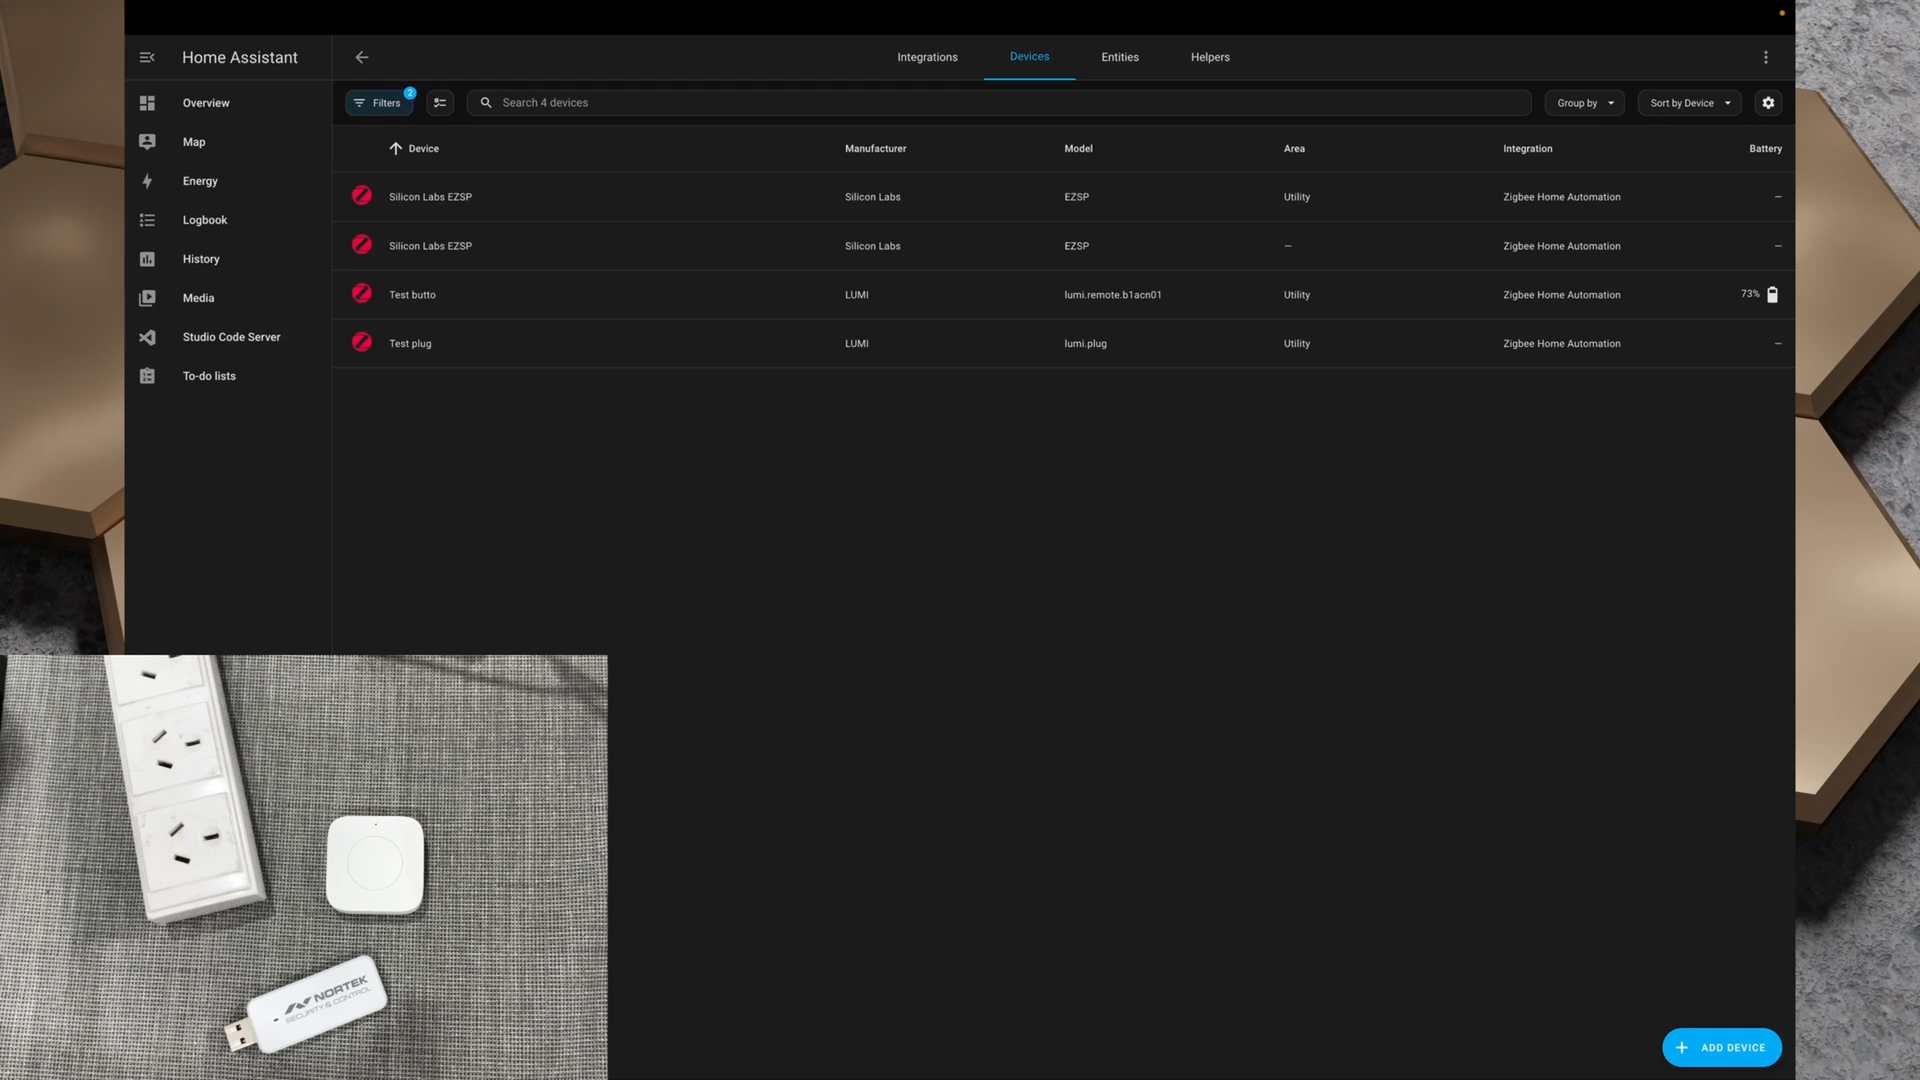 Home Assistant
Integrations
Devices
Entities
Helpers
Overview
Map
Energy
Logbook
History
Media
Studio Code Server
To-do lists
Filters
2
Search 4 devices
Group by
Sort by Device
Device Manufacturer Model Area Integration Battery
Silicon Labs EZSP Silicon Labs EZSP Utility Zigbee Home Automation –
Silicon Labs EZSP Silicon Labs EZSP – Zigbee Home Automation –
Test butto LUMI lumi.remote.b1acn01 Utility Zigbee Home Automation 73%
Test plug LUMI lumi.plug Utility Zigbee Home Automation –
NORTEK
SECURITY & CONTROL
+ ADD DEVICE